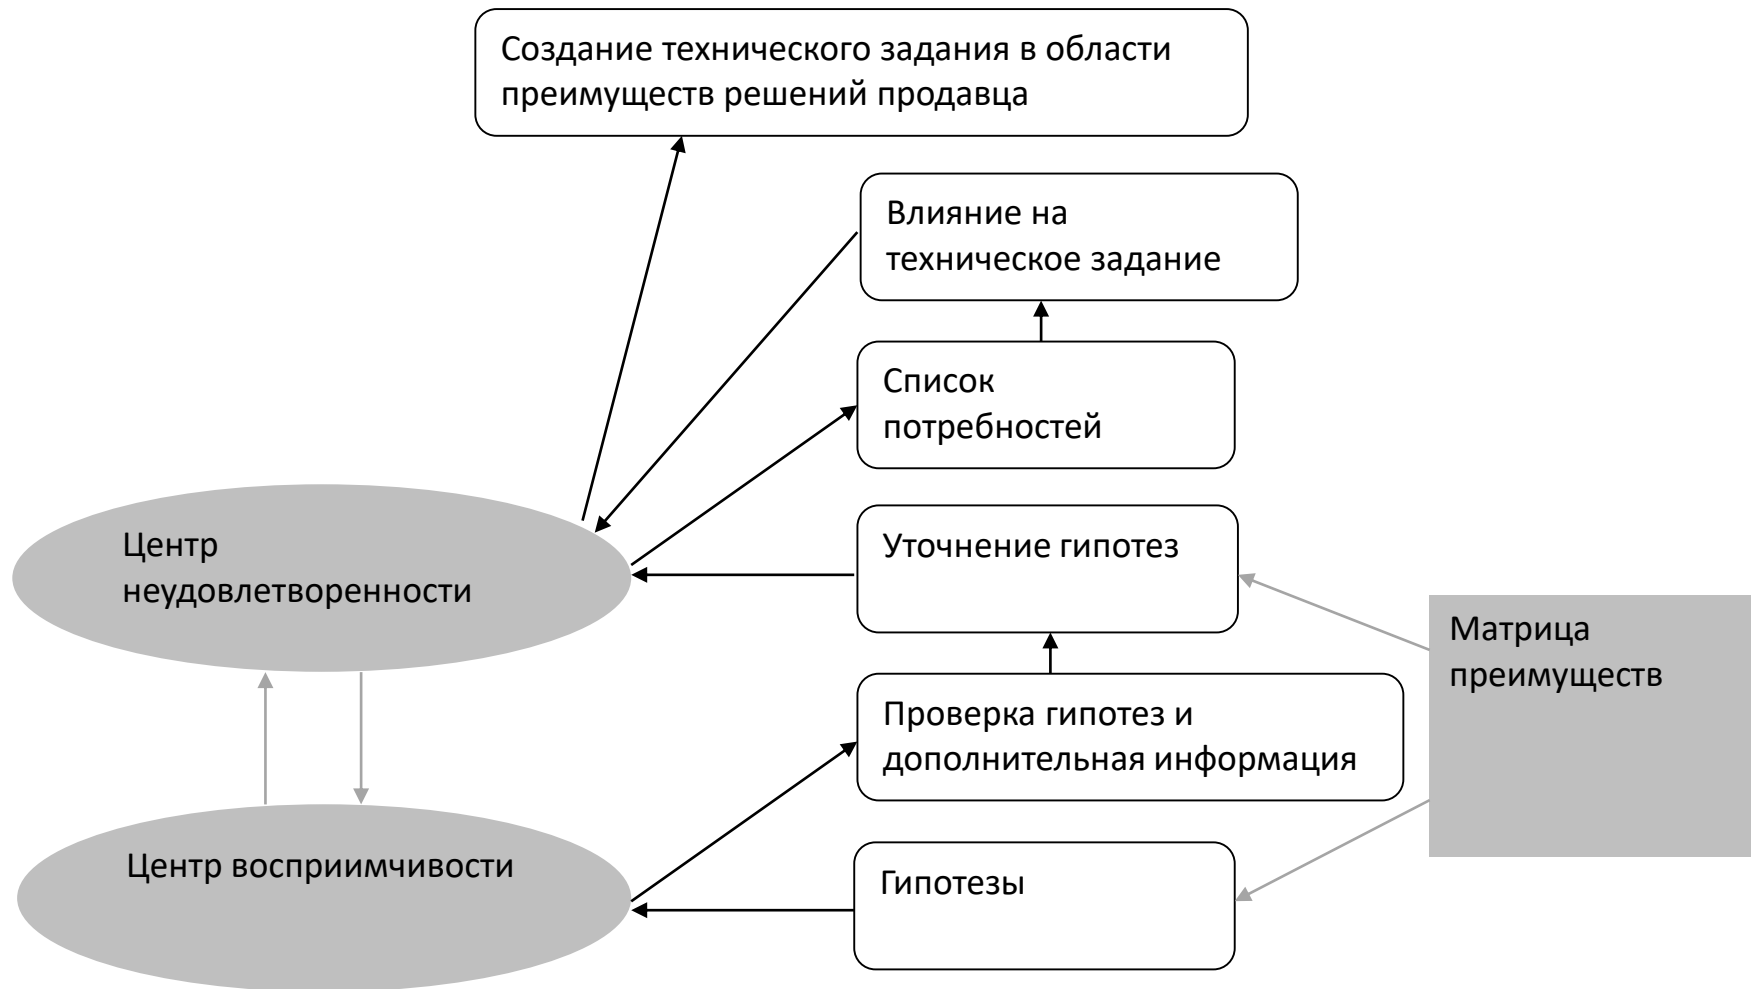 Создание технического задания в области
преимуществ решений продавца
Влияние на
техническое задание
Список
потребностей
Центр
неудовлетворенности
Уточнение гипотез
Матрица
преимуществ
Проверка гипотез и
дополнительная информация
Центр восприимчивости
Гипотезы